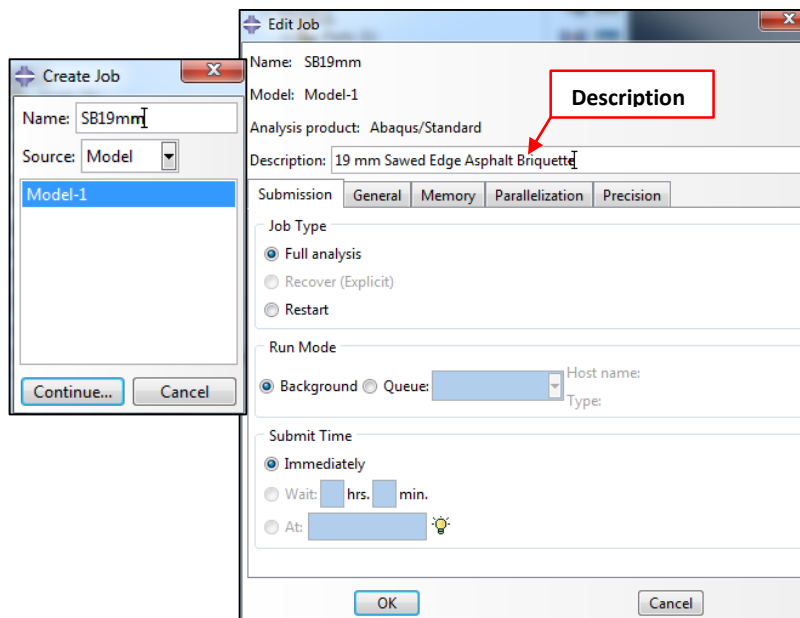 Create Job
Name: SB19mm
Source: Model
Model-1
Continue...
Cancel
Edit Job
Name: SB19mm
Model: Model-1
Analysis product: Abaqus/Standard
Description
Description: 19 mm Sawed Edge Asphalt Briquette
Submission General Memory Parallelization Precision
Job Type
Full analysis
Recover (Explicit)
Restart
Run Mode
Background Queue: Host name:
Type:
Submit Time
Immediately
Wait: hrs. min.
At:
OK Cancel